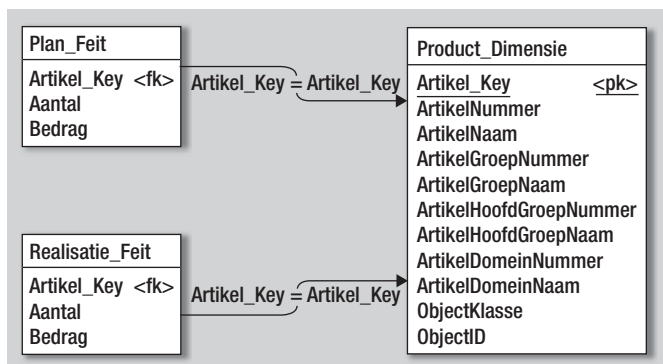 Plan_Feit
Artikel_Key <fk>
Aantal
Bedrag
Artikel_Key = Artikel_Key
Realisatie_Feit
Artikel_Key <fk>
Aantal
Bedrag
Artikel_Key = Artikel_Key
Product_Dimensie
Artikel_Key <pk>
ArtikelNummer
ArtikelNaam
ArtikelGroepNummer
ArtikelGroepNaam
ArtikelHoofdGroepNummer
ArtikelHoofdGroepNaam
ArtikelDomeinNummer
ArtikelDomeinNaam
ObjectKlasse
ObjectID